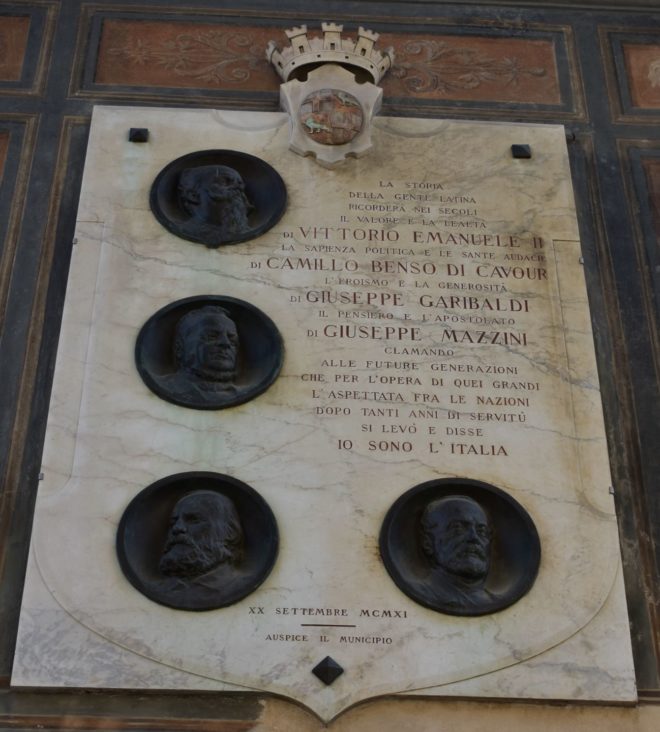 LA STORIA
DELLA GENTE LATINA
RICORDERÀ NEI SECOLI
IL VALORE E LA LEALTÀ
DI VITTORIO EMANUELE II
LA SAPIENZA POLITICA E LE SANTE AUDACIE
DI CAMILLO BENSO DI CAVOUR
L'EROISMO E LA GENEROSITÀ
DI GIUSEPPE GARIBALDI
IL PENSIERO E L'APOSTOLATO
DI GIUSEPPE MAZZINI
CLAMANDO
ALLE FUTURE GENERAZIONI
CHE PER L'OPERA DI QUEI GRANDI
L'ASPETTATA FRA LE NAZIONI
DOPO TANTI ANNI DI SERVITÙ
SI LEVÒ E DISSE
IO SONO L'ITALIA
XX SETTEMBRE MCMXI
AUSPICE IL MUNICIPIO